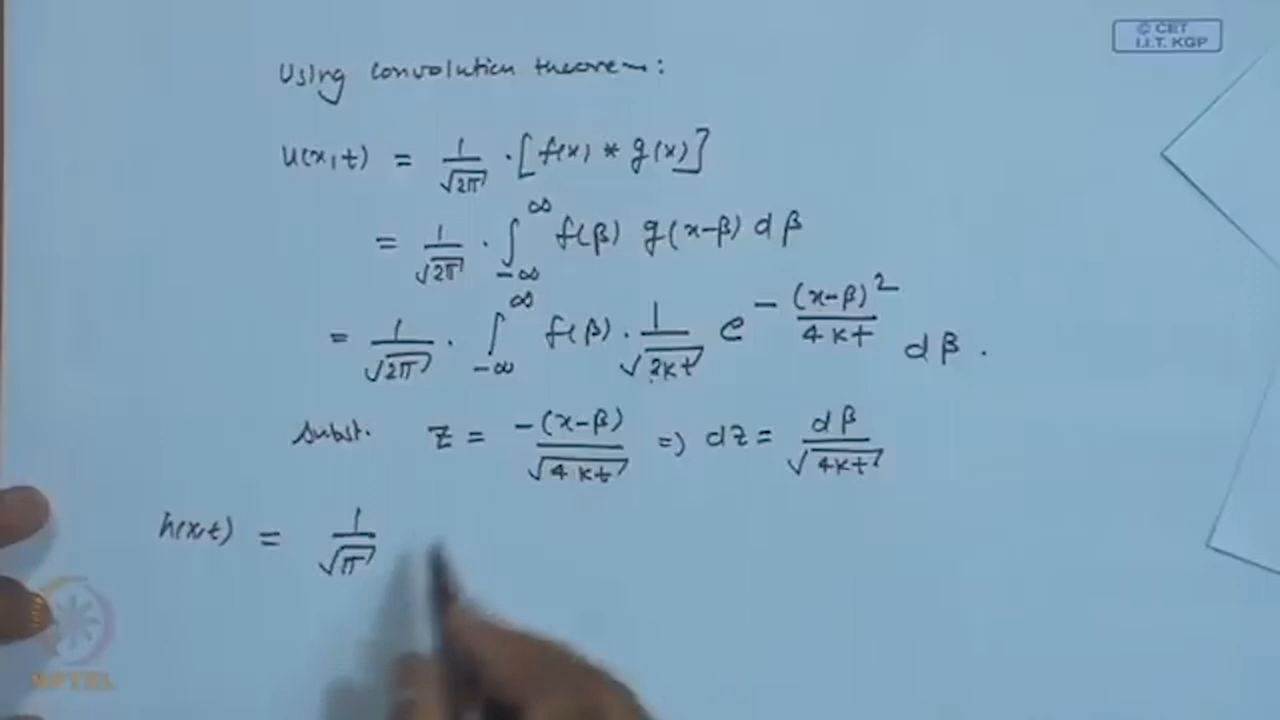 © CET
I.I.T. KGP
Using convolution theorem:
u(x,t) = 1/√2π · [f(x) * g(x)]
= 1/√2π · ∫_{-∞}^{∞} f(β) g(x-β) dβ
= 1/√2π · ∫_{-∞}^{∞} f(β) · 1/√2kt e^{-(x-β)²/4kt} dβ .
Subst. z = -(x-β)/√4kt => dz = dβ/√4kt
h(x,t) = 1/√π
NPTEL